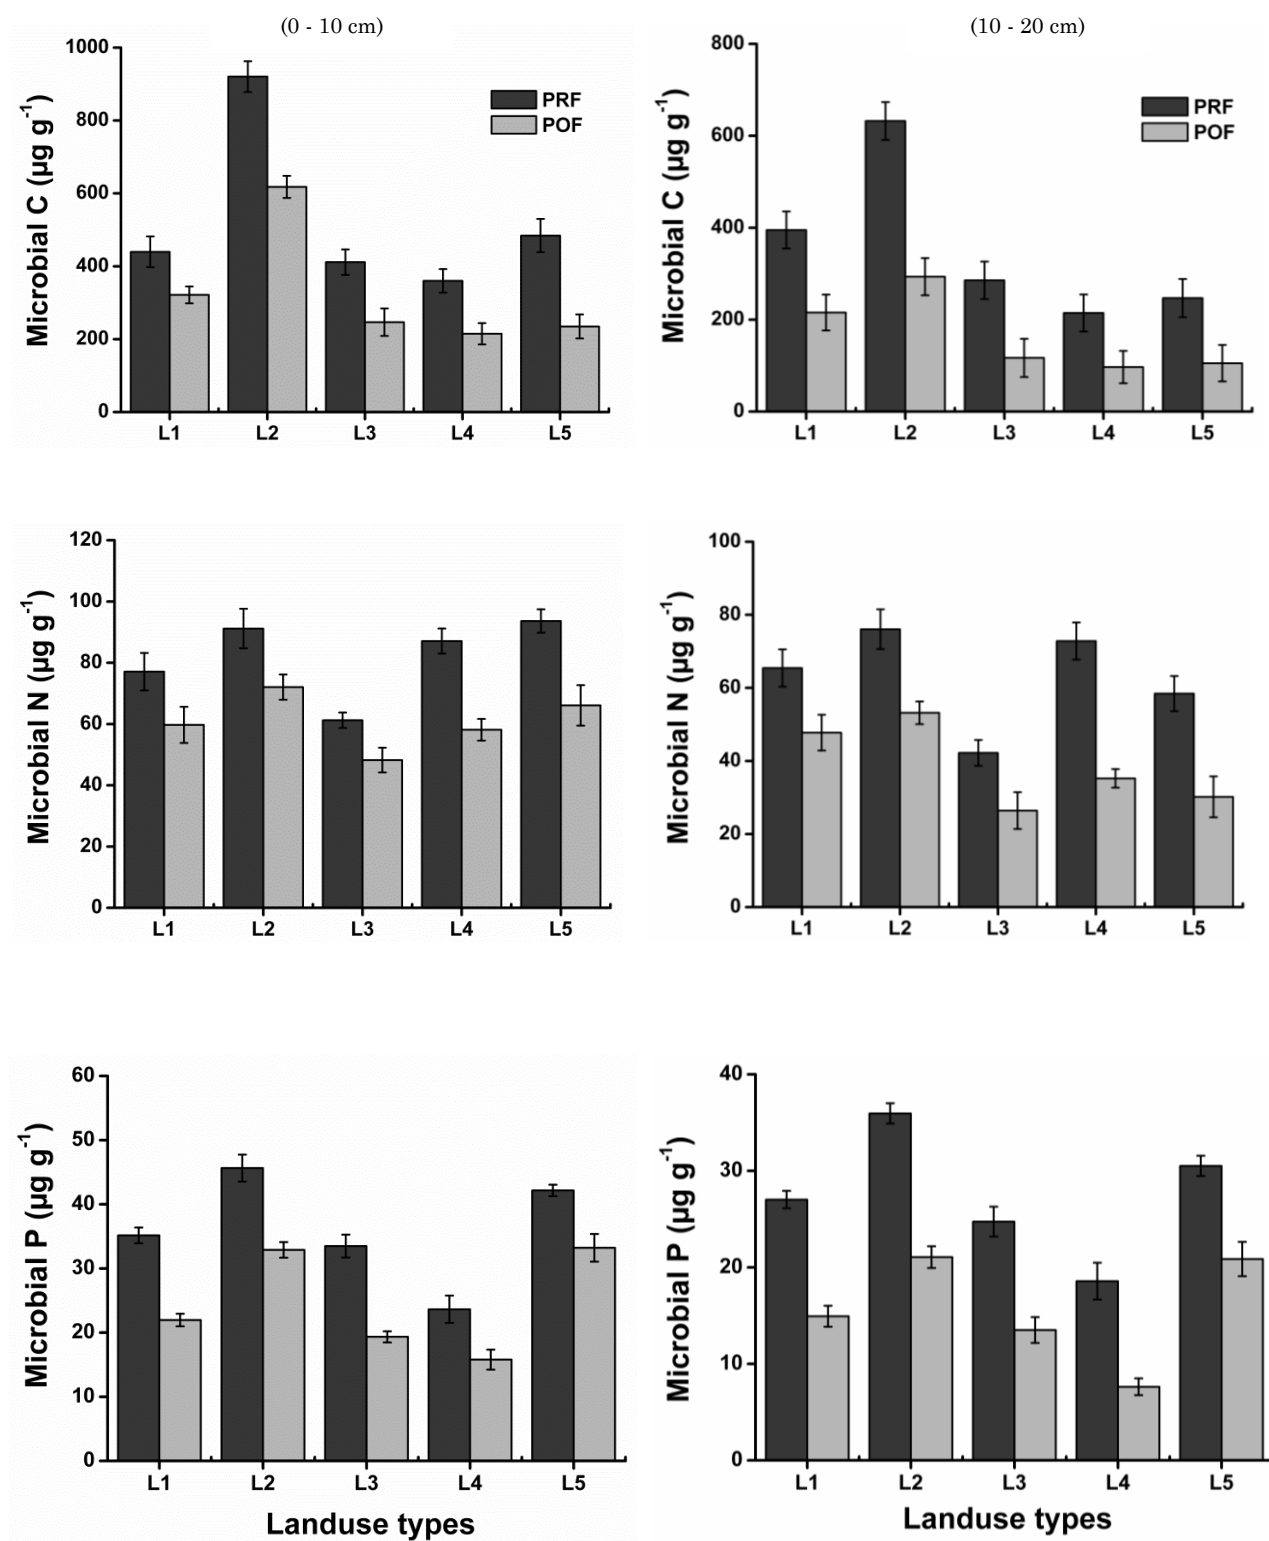 (0 - 10 cm)
(10 - 20 cm)
Microbial C (µg g⁻¹)
1000
800
600
400
200
0
PRF
POF
L1 L2 L3 L4 L5
Microbial C (µg g⁻¹)
800
600
400
200
0
PRF
POF
L1 L2 L3 L4 L5
Microbial N (µg g⁻¹)
120
100
80
60
40
20
0
L1 L2 L3 L4 L5
Microbial N (µg g⁻¹)
100
80
60
40
20
0
L1 L2 L3 L4 L5
Microbial P (µg g⁻¹)
60
50
40
30
20
10
0
L1 L2 L3 L4 L5
Landuse types
Microbial P (µg g⁻¹)
40
30
20
10
0
L1 L2 L3 L4 L5
Landuse types